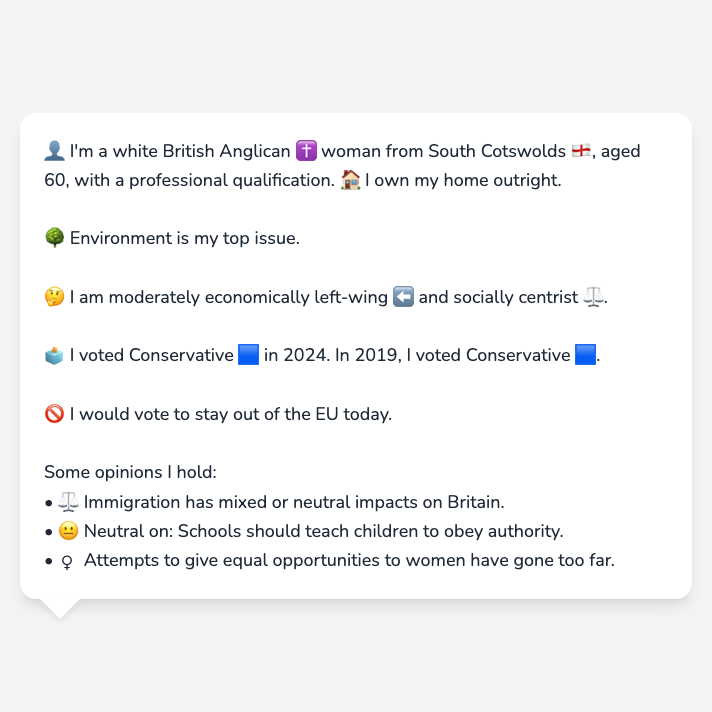 👤 I'm a white British Anglican ✝️ woman from South Cotswolds 🏴󠁧󠁢󠁥󠁮󠁧󠁿, aged
60, with a professional qualification. 🏠 I own my home outright.
🌳 Environment is my top issue.
🤔 I am moderately economically left-wing ⬅️ and socially centrist ⚖️.
🗳️ I voted Conservative 🟦 in 2024. In 2019, I voted Conservative 🟦.
🚫 I would vote to stay out of the EU today.
Some opinions I hold:
• ⚖️ Immigration has mixed or neutral impacts on Britain.
• 😐 Neutral on: Schools should teach children to obey authority.
• ♀ Attempts to give equal opportunities to women have gone too far.